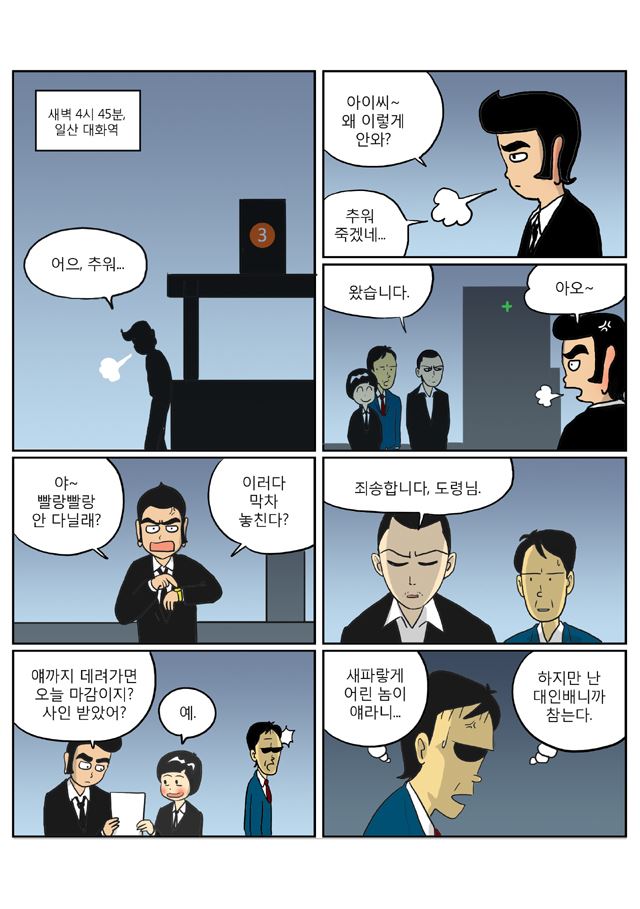 새벽 4시 45분,
일산 대화역
3
어으, 추워...
아이씨~
왜 이렇게
안와?
추워
죽겠네...
왔습니다.
아오~
야~
빨랑빨랑
안 다닐래?
이러다
막차
놓친다?
죄송합니다, 도령님.
얘까지 데려가면
오늘 마감이지?
사인 받았어?
예.
새파랗게
어린 놈이
얘라니...
하지만 난
대인배니까
참는다.